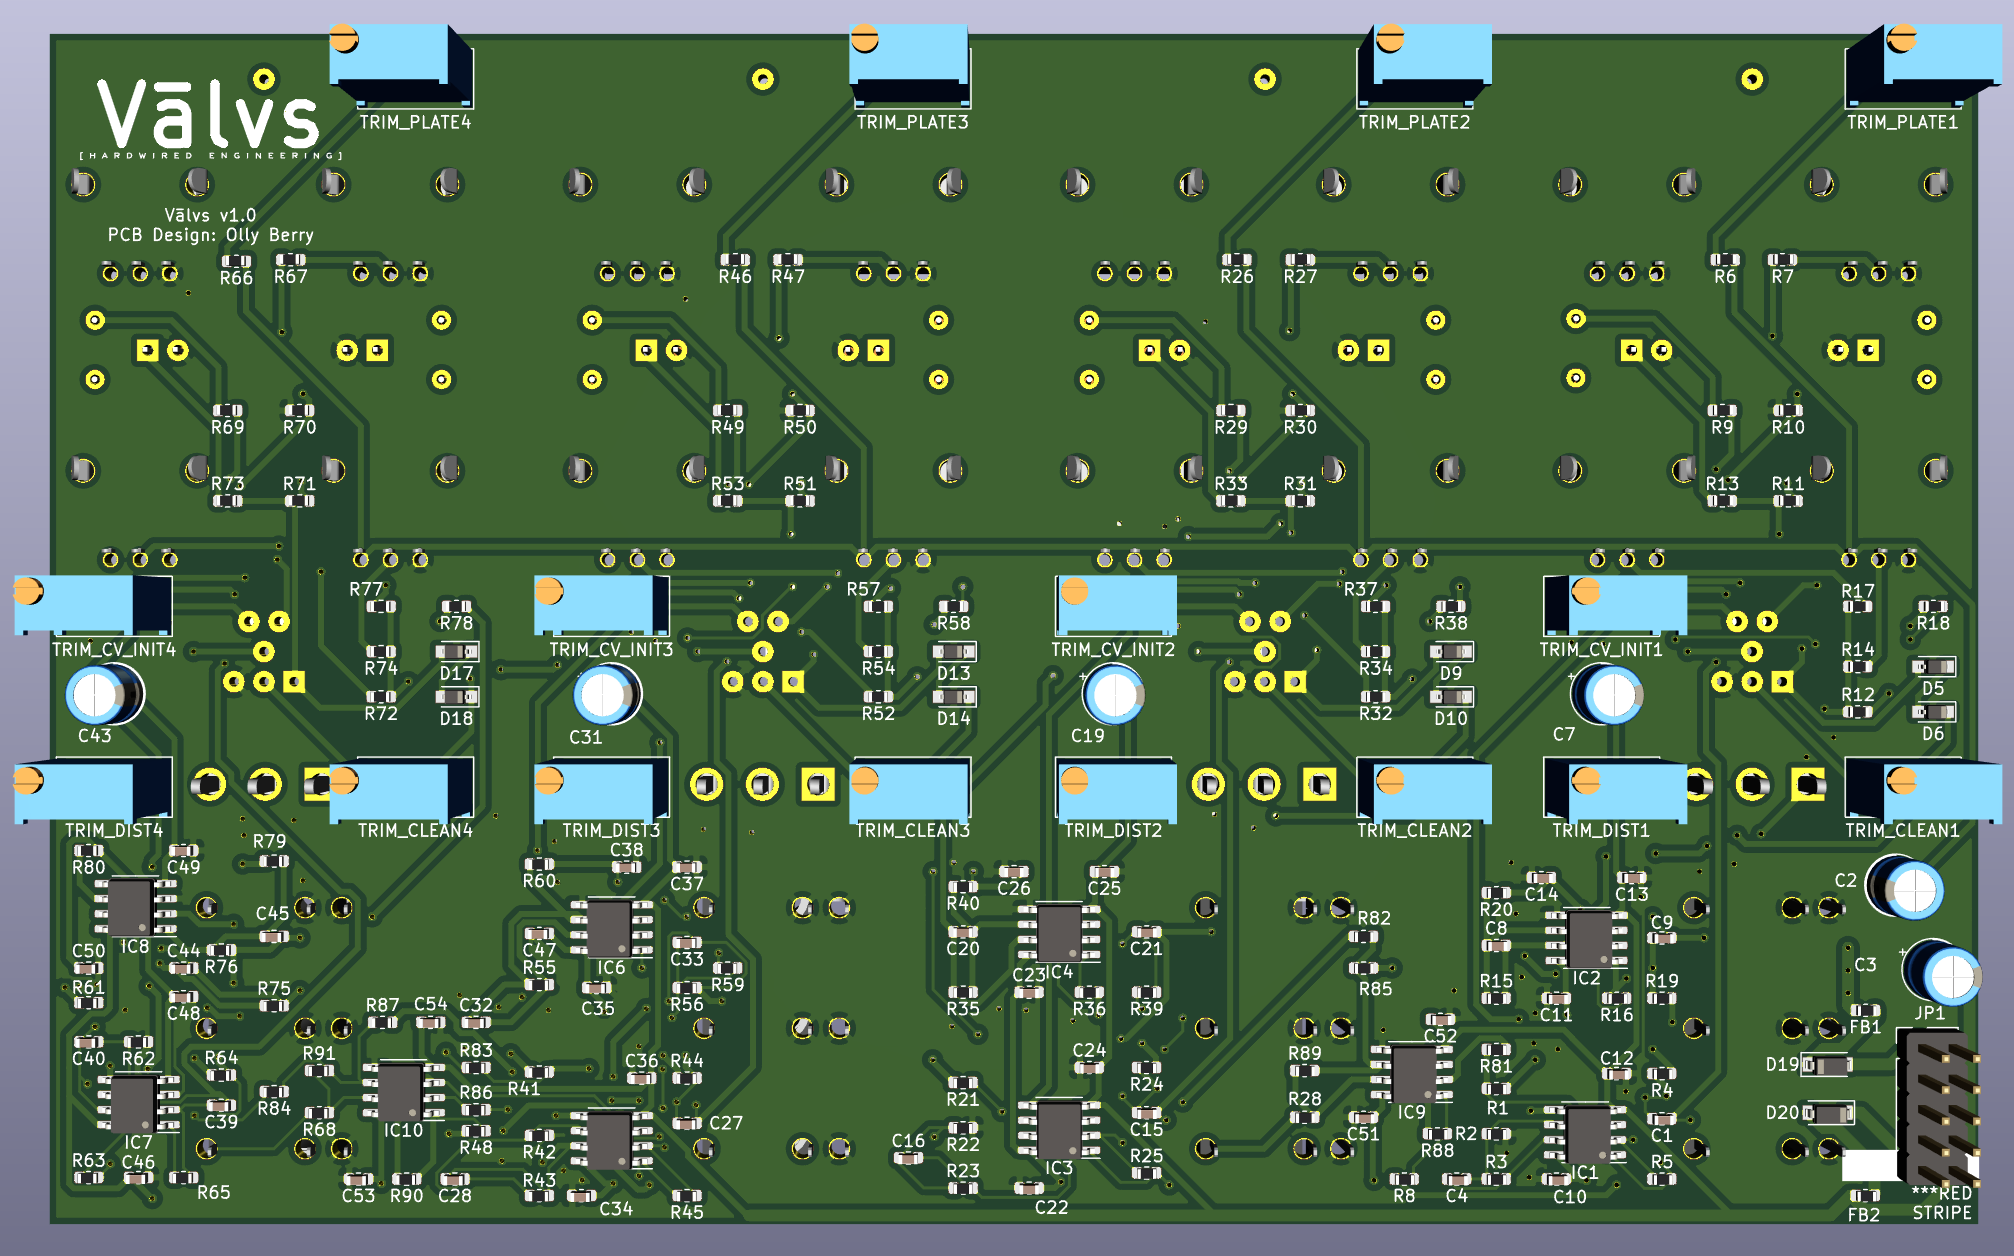 Vālvs
[HARDWIRED ENGINEERING]
TRIM_PLATE4
TRIM_PLATE3
TRIM_PLATE2
TRIM_PLATE1
Vālvs v1.0
PCB Design: Olly Berry
R66
R67
R46
R47
R26
R27
R6
R7
R69
R70
R49
R50
R29
R30
R9
R10
R73
R71
R53
R51
R33
R31
R13
R11
R77
R78
R57
R58
R37
R38
R17
R18
TRIM_CV_INIT4
TRIM_CV_INIT3
TRIM_CV_INIT2
TRIM_CV_INIT1
R74
D17
R54
D13
R34
D9
R14
D5
R72
D18
R52
D14
R32
D10
R12
D6
C43
C31
C19
C7
TRIM_DIST4
TRIM_CLEAN4
TRIM_DIST3
TRIM_CLEAN3
TRIM_DIST2
TRIM_CLEAN2
TRIM_DIST1
TRIM_CLEAN1
R80
C49
R79
R60
C38
C37
R40
C26
C25
R20
C14
C13
C2
IC8
C45
C50
C44
R76
C47
IC6
C33
R59
C20
IC4
C21
R82
C8
IC2
C9
C3
R61
C48
R75
R55
C35
R56
R35
C23
R36
R39
R85
R15
C11
R16
R19
FB1
JP1
C40
R62
R64
R91
R87
C54
C32
R83
R41
C36
R44
C24
R24
R89
C52
R81
C12
R4
D19
IC7
C39
R84
R68
IC10
R86
R48
R42
C27
R21
R22
IC3
C15
R28
C51
IC9
R88
R1
R2
IC1
C1
D20
R63
C46
R65
C53
R90
C28
R43
C34
R45
C16
R23
C22
R25
R8
C4
R3
C10
R5
FB2
***RED
STRIPE